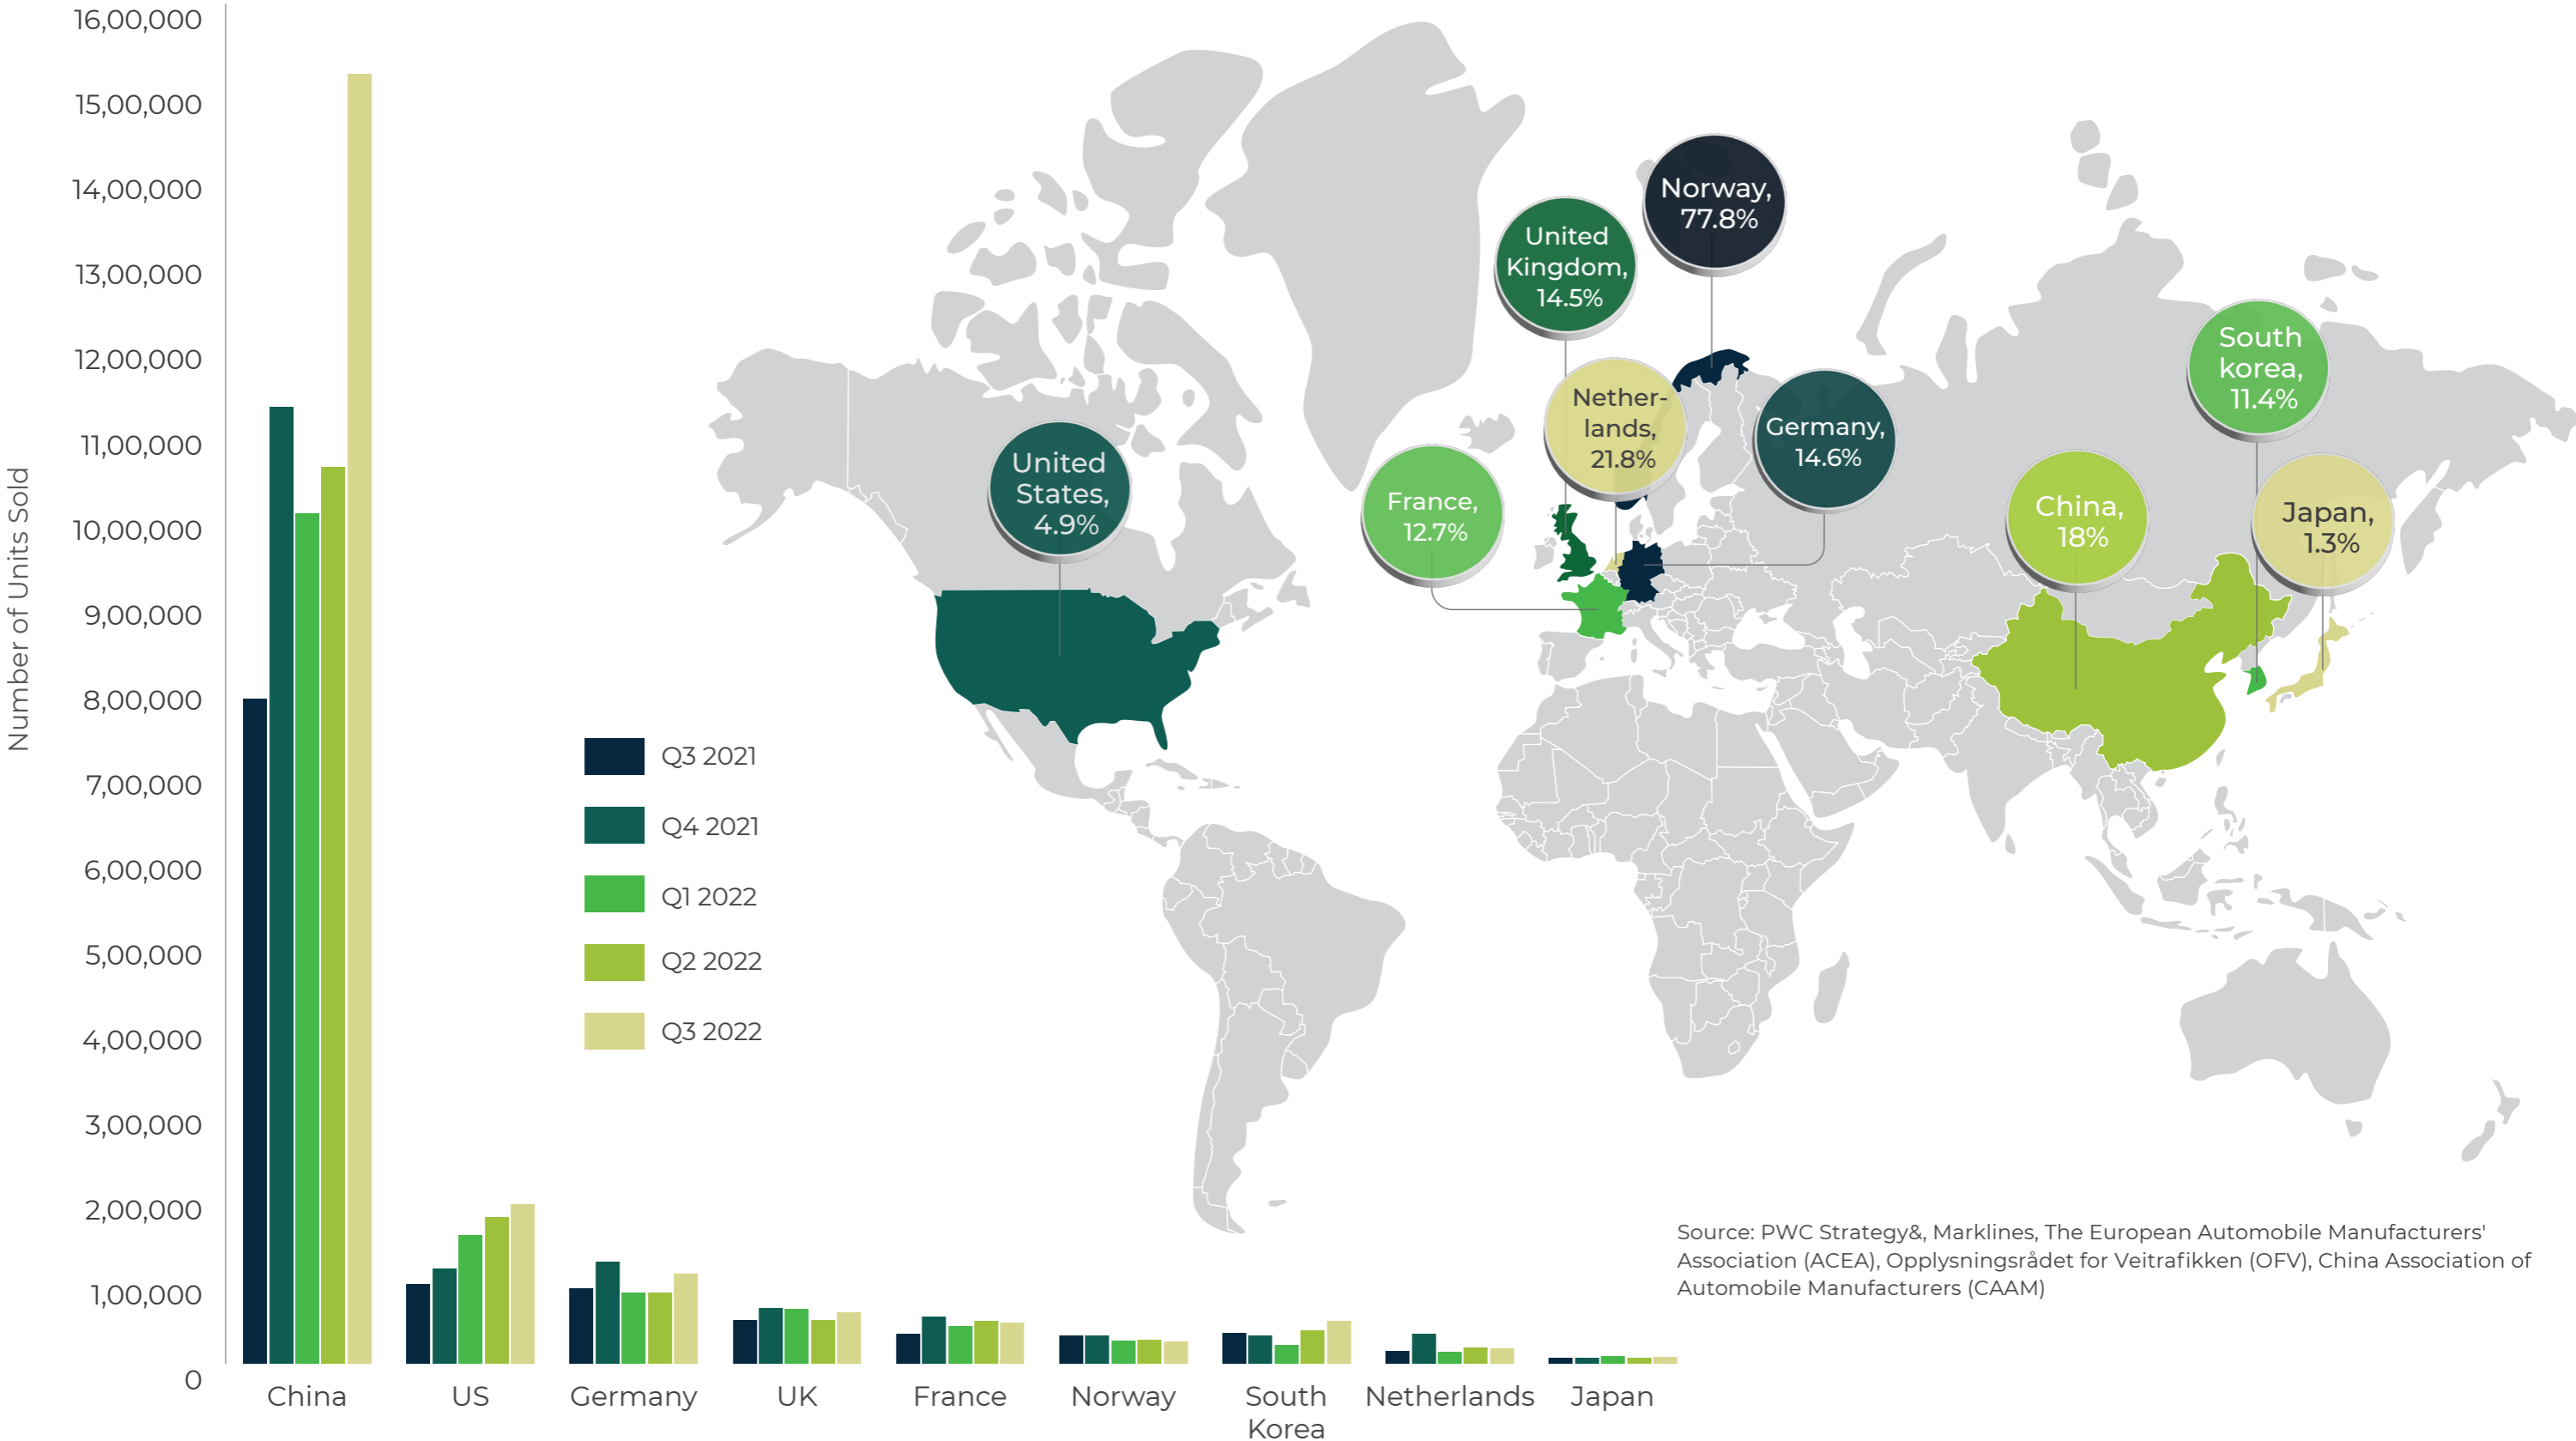 16,00,000
15,00,000
14,00,000
13,00,000
12,00,000
11,00,000
10,00,000
9,00,000
8,00,000
7,00,000
6,00,000
5,00,000
4,00,000
3,00,000
2,00,000
1,00,000
0
Number of Units Sold
China
US
Germany
UK
France
Norway
South
Korea
Netherlands
Japan
Q3 2021
Q4 2021
Q1 2022
Q2 2022
Q3 2022
United
States,
4.9%
France,
12.7%
United
Kingdom,
14.5%
Norway,
77.8%
Nether-
lands,
21.8%
Germany,
14.6%
China,
18%
South
korea,
11.4%
Japan,
1.3%
Source: PWC Strategy&, Marklines, The European Automobile Manufacturers'
Association (ACEA), Opplysningsrådet for Veitrafikken (OFV), China Association of
Automobile Manufacturers (CAAM)